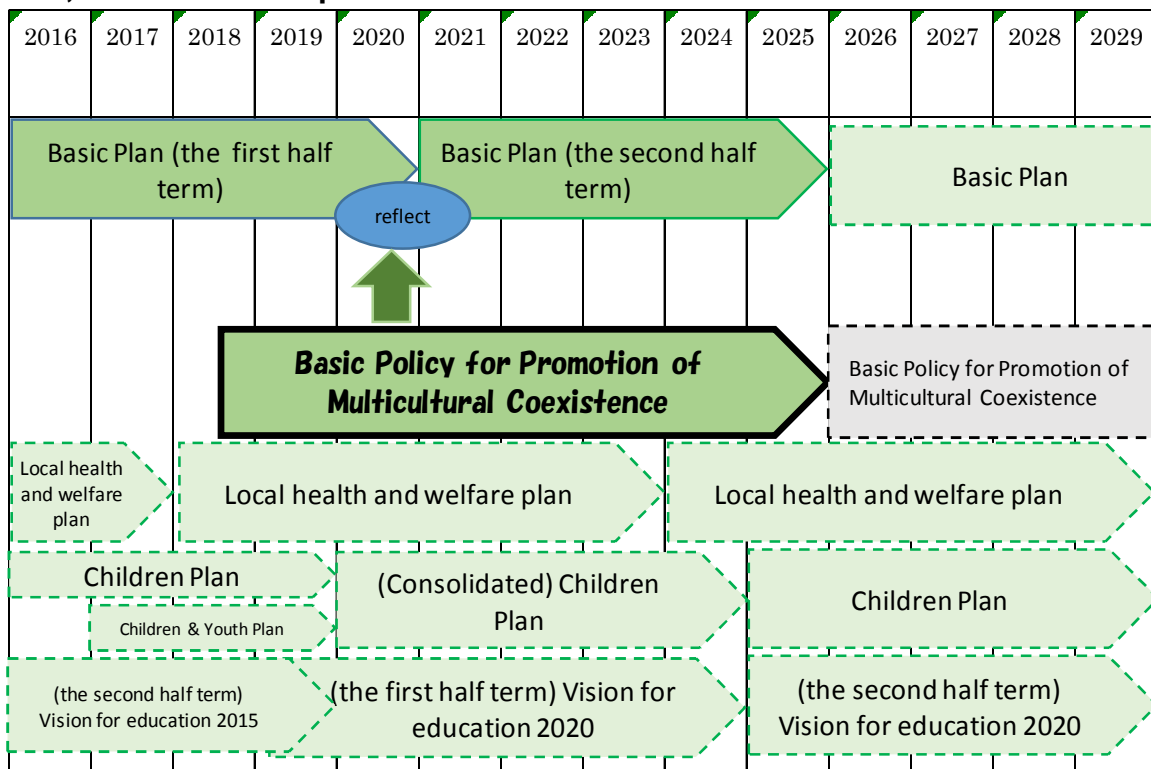 2016 2017 2018 2019 2020 2021 2022 2023 2024 2025 2026 2027 2028 2029
Basic Plan (the first half
term)
Basic Plan (the second half
term)
Basic Plan
reflect
Basic Policy for Promotion of
Multicultural Coexistence
Basic Policy for Promotion of
Multicultural Coexistence
Local health
and welfare
plan
Local health and welfare plan
Local health and welfare plan
Children Plan
Children & Youth Plan
(Consolidated) Children
Plan
Children Plan
(the second half term)
Vision for education 2015
(the first half term) Vision for
education 2020
(the second half term)
Vision for education 2020